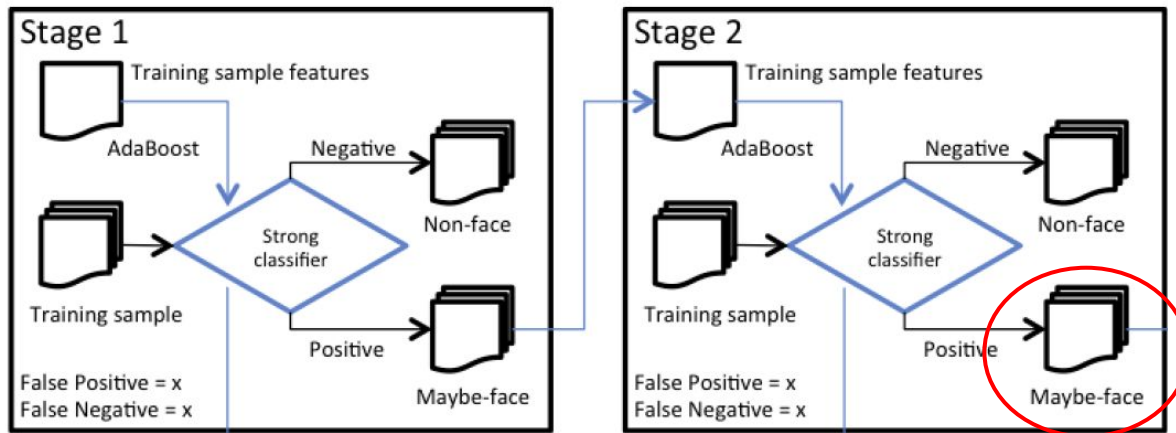 Stage 1
Training sample features
AdaBoost
Negative
Non-face
Strong
classifier
Training sample
Positive
Maybe-face
False Positive = x
False Negative = x
Stage 2
Training sample features
AdaBoost
Negative
Non-face
Strong
classifier
Training sample
Positive
Maybe-face
False Positive = x
False Negative = x